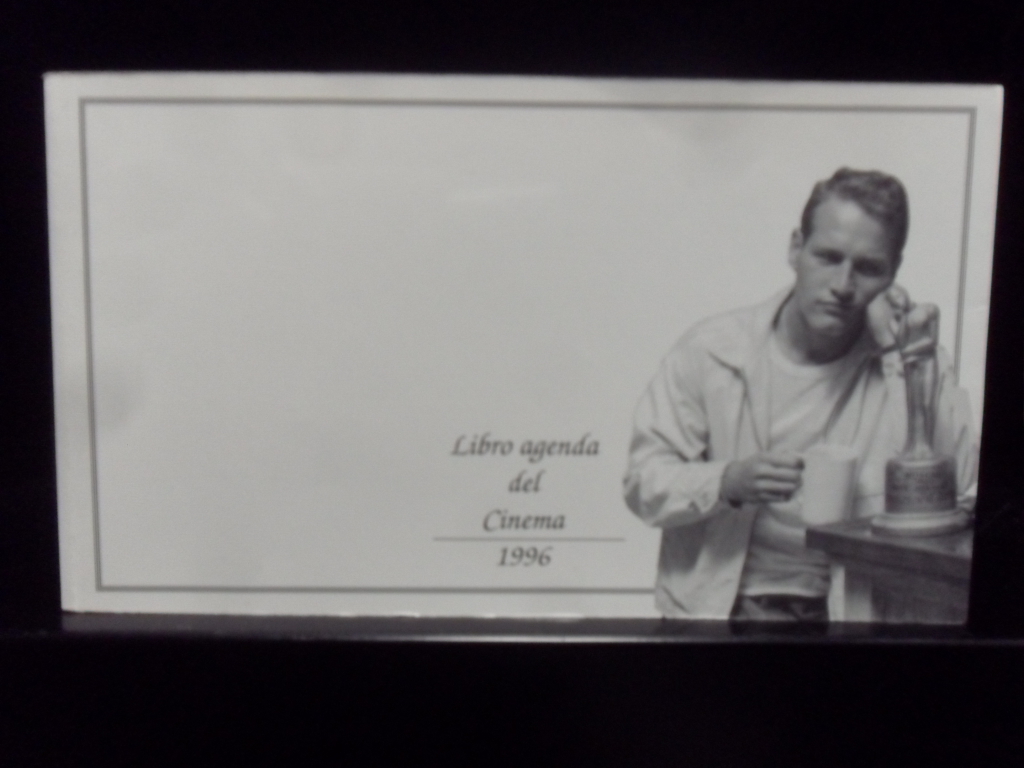 Libro agenda
del
Cinema
1996